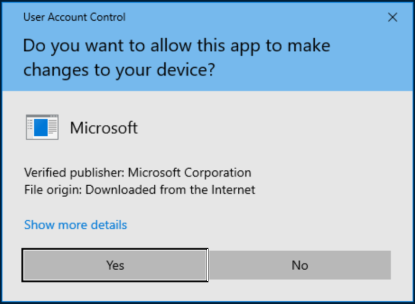 User Account Control
Do you want to allow this app to make
changes to your device?
Microsoft
Verified publisher: Microsoft Corporation
File origin: Downloaded from the Internet
Show more details
Yes
No